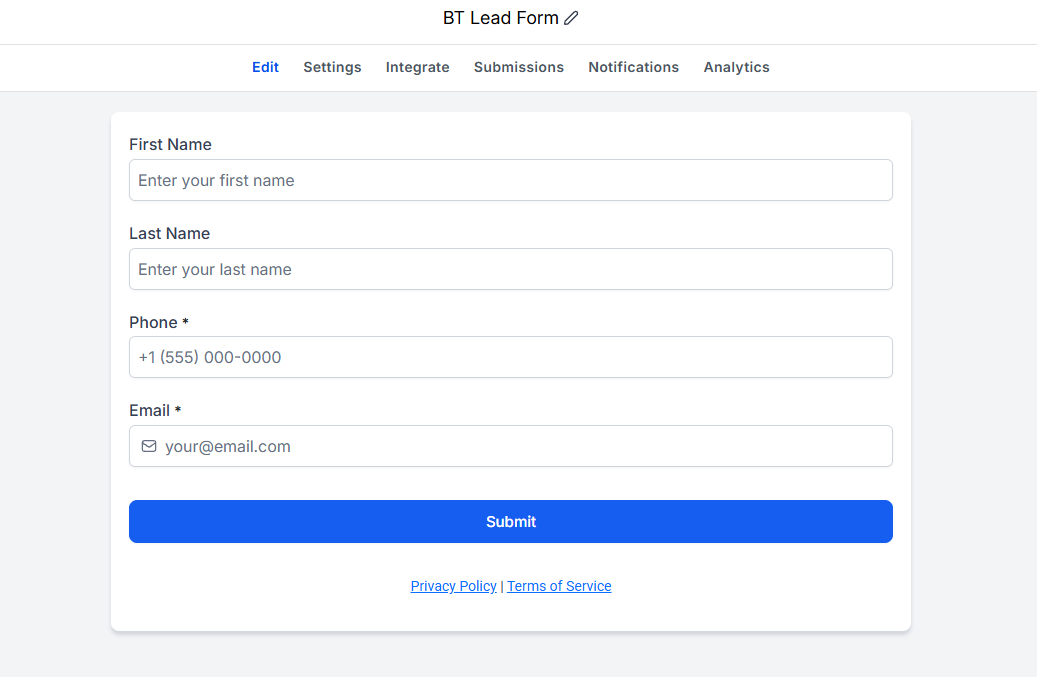 BT Lead Form
Edit Settings Integrate Submissions Notifications Analytics
First Name
Enter your first name
Last Name
Enter your last name
Phone *
+1 (555) 000-0000
Email *
your@email.com
Submit
Privacy Policy | Terms of Service